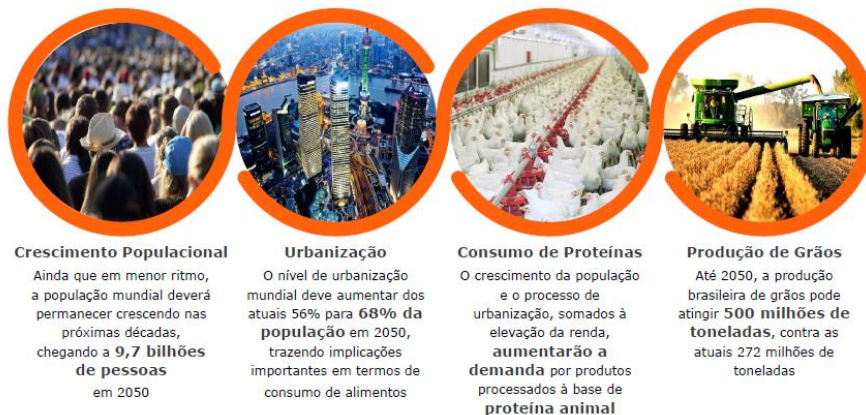 Crescimento Populacional
Ainda que em menor ritmo,
a população mundial deverá
permanecer crescendo nas
próximas décadas,
chegando a 9,7 bilhões
de pessoas
em 2050
Urbanização
O nível de urbanização
mundial deve aumentar dos
atuais 56% para 68% da
população em 2050,
trazendo implicações
importantes em termos de
consumo de alimentos
Consumo de Proteínas
O crescimento da população
e o processo de
urbanização, somados à
elevação da renda,
aumentarão a
demanda por produtos
processados à base de
proteína animal
Produção de Grãos
Até 2050, a produção
brasileira de grãos pode
atingir 500 milhões de
toneladas, contra as
atuais 272 milhões de
toneladas